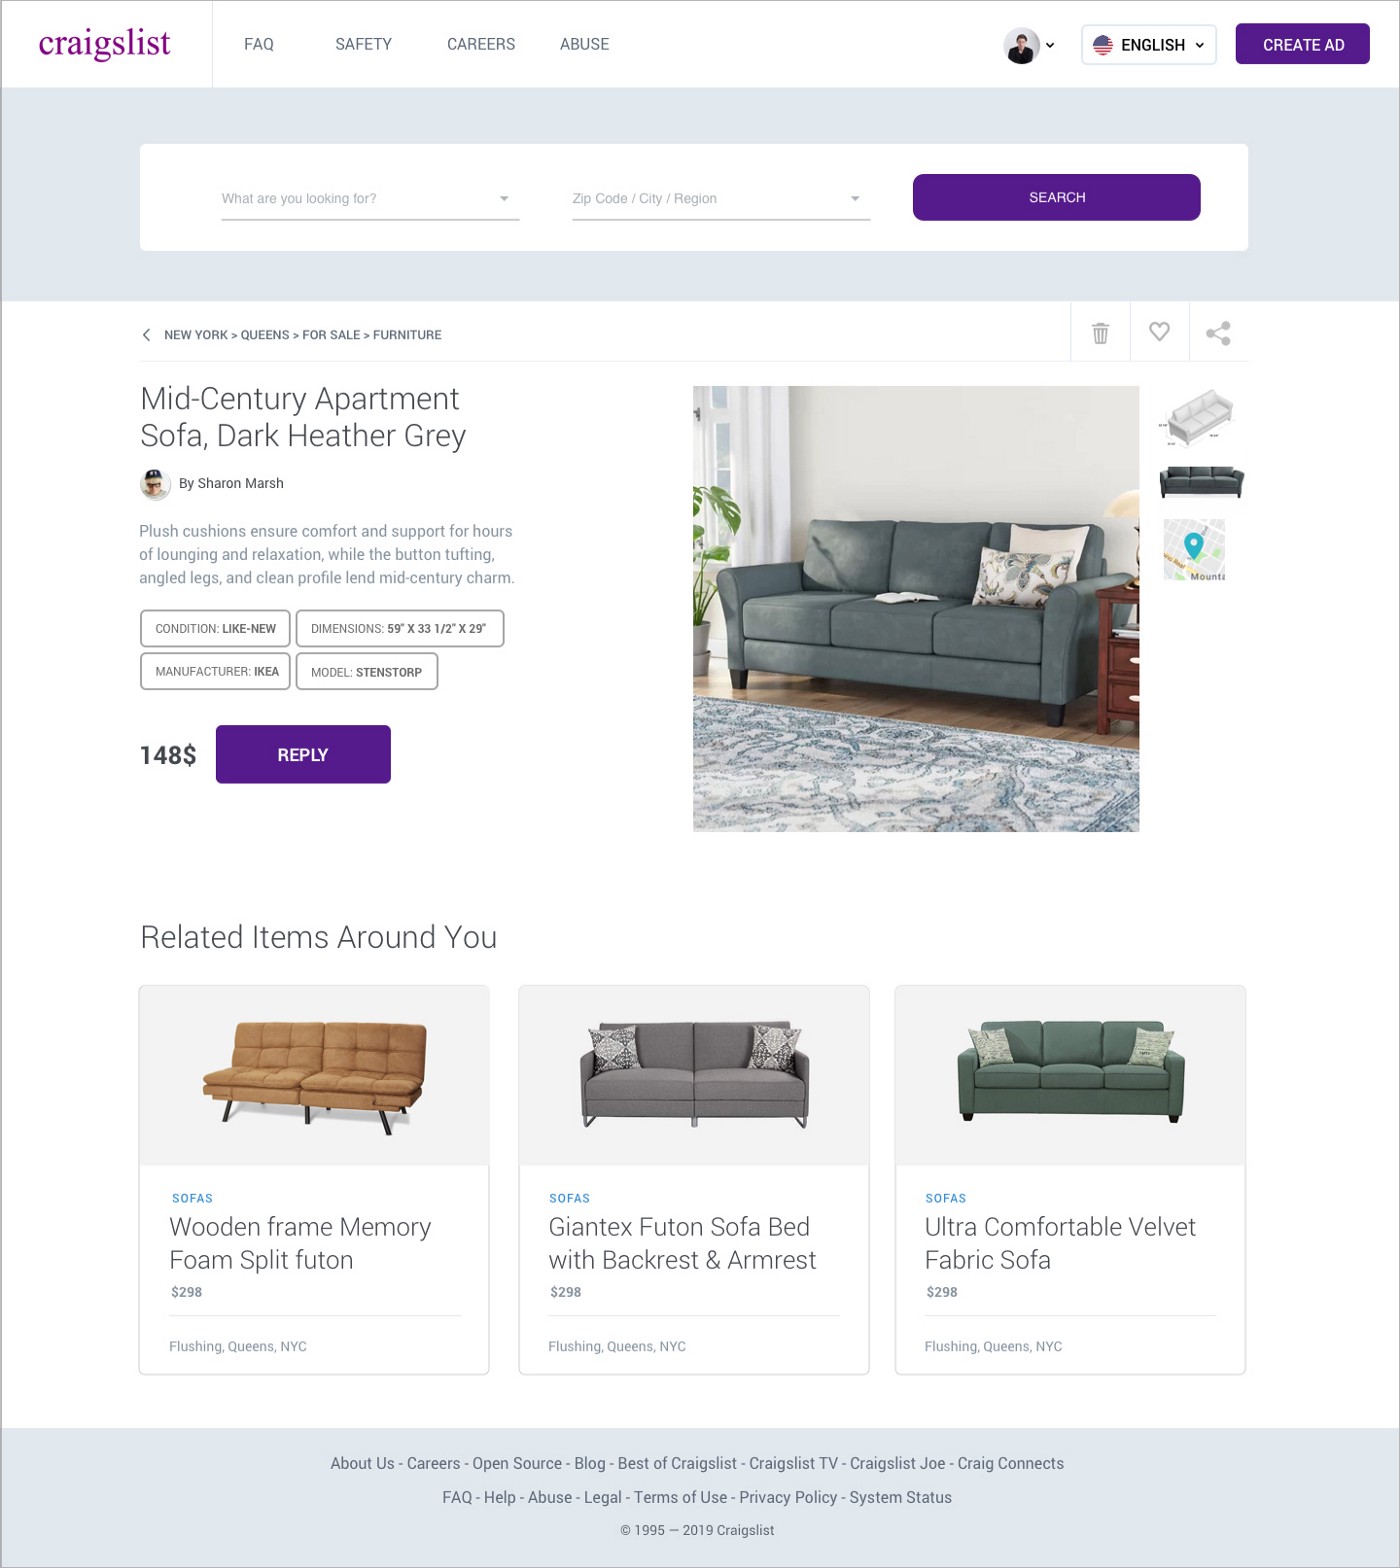 craigslist
FAQ
SAFETY
CAREERS
ABUSE
ENGLISH
CREATE AD
What are you looking for?
Zip Code / City / Region
SEARCH
NEW YORK > QUEENS > FOR SALE > FURNITURE
Mid-Century Apartment
Sofa, Dark Heather Grey
By Sharon Marsh
Plush cushions ensure comfort and support for hours
of lounging and relaxation, while the button tufting,
angled legs, and clean profile lend mid-century charm.
CONDITION: LIKE-NEW
DIMENSIONS: 59" X 33 1/2" X 29"
MANUFACTURER: IKEA
MODEL: STENSTORP
148$
REPLY
Mounta
Related Items Around You
SOFAS
Wooden frame Memory
Foam Split futon
$298
Flushing, Queens, NYC
SOFAS
Giantex Futon Sofa Bed
with Backrest & Armrest
$298
Flushing, Queens, NYC
SOFAS
Ultra Comfortable Velvet
Fabric Sofa
$298
Flushing, Queens, NYC
About Us - Careers - Open Source - Blog - Best of Craigslist - Craigslist TV - Craigslist Joe - Craig Connects
FAQ - Help - Abuse - Legal - Terms of Use - Privacy Policy - System Status
© 1995 — 2019 Craigslist